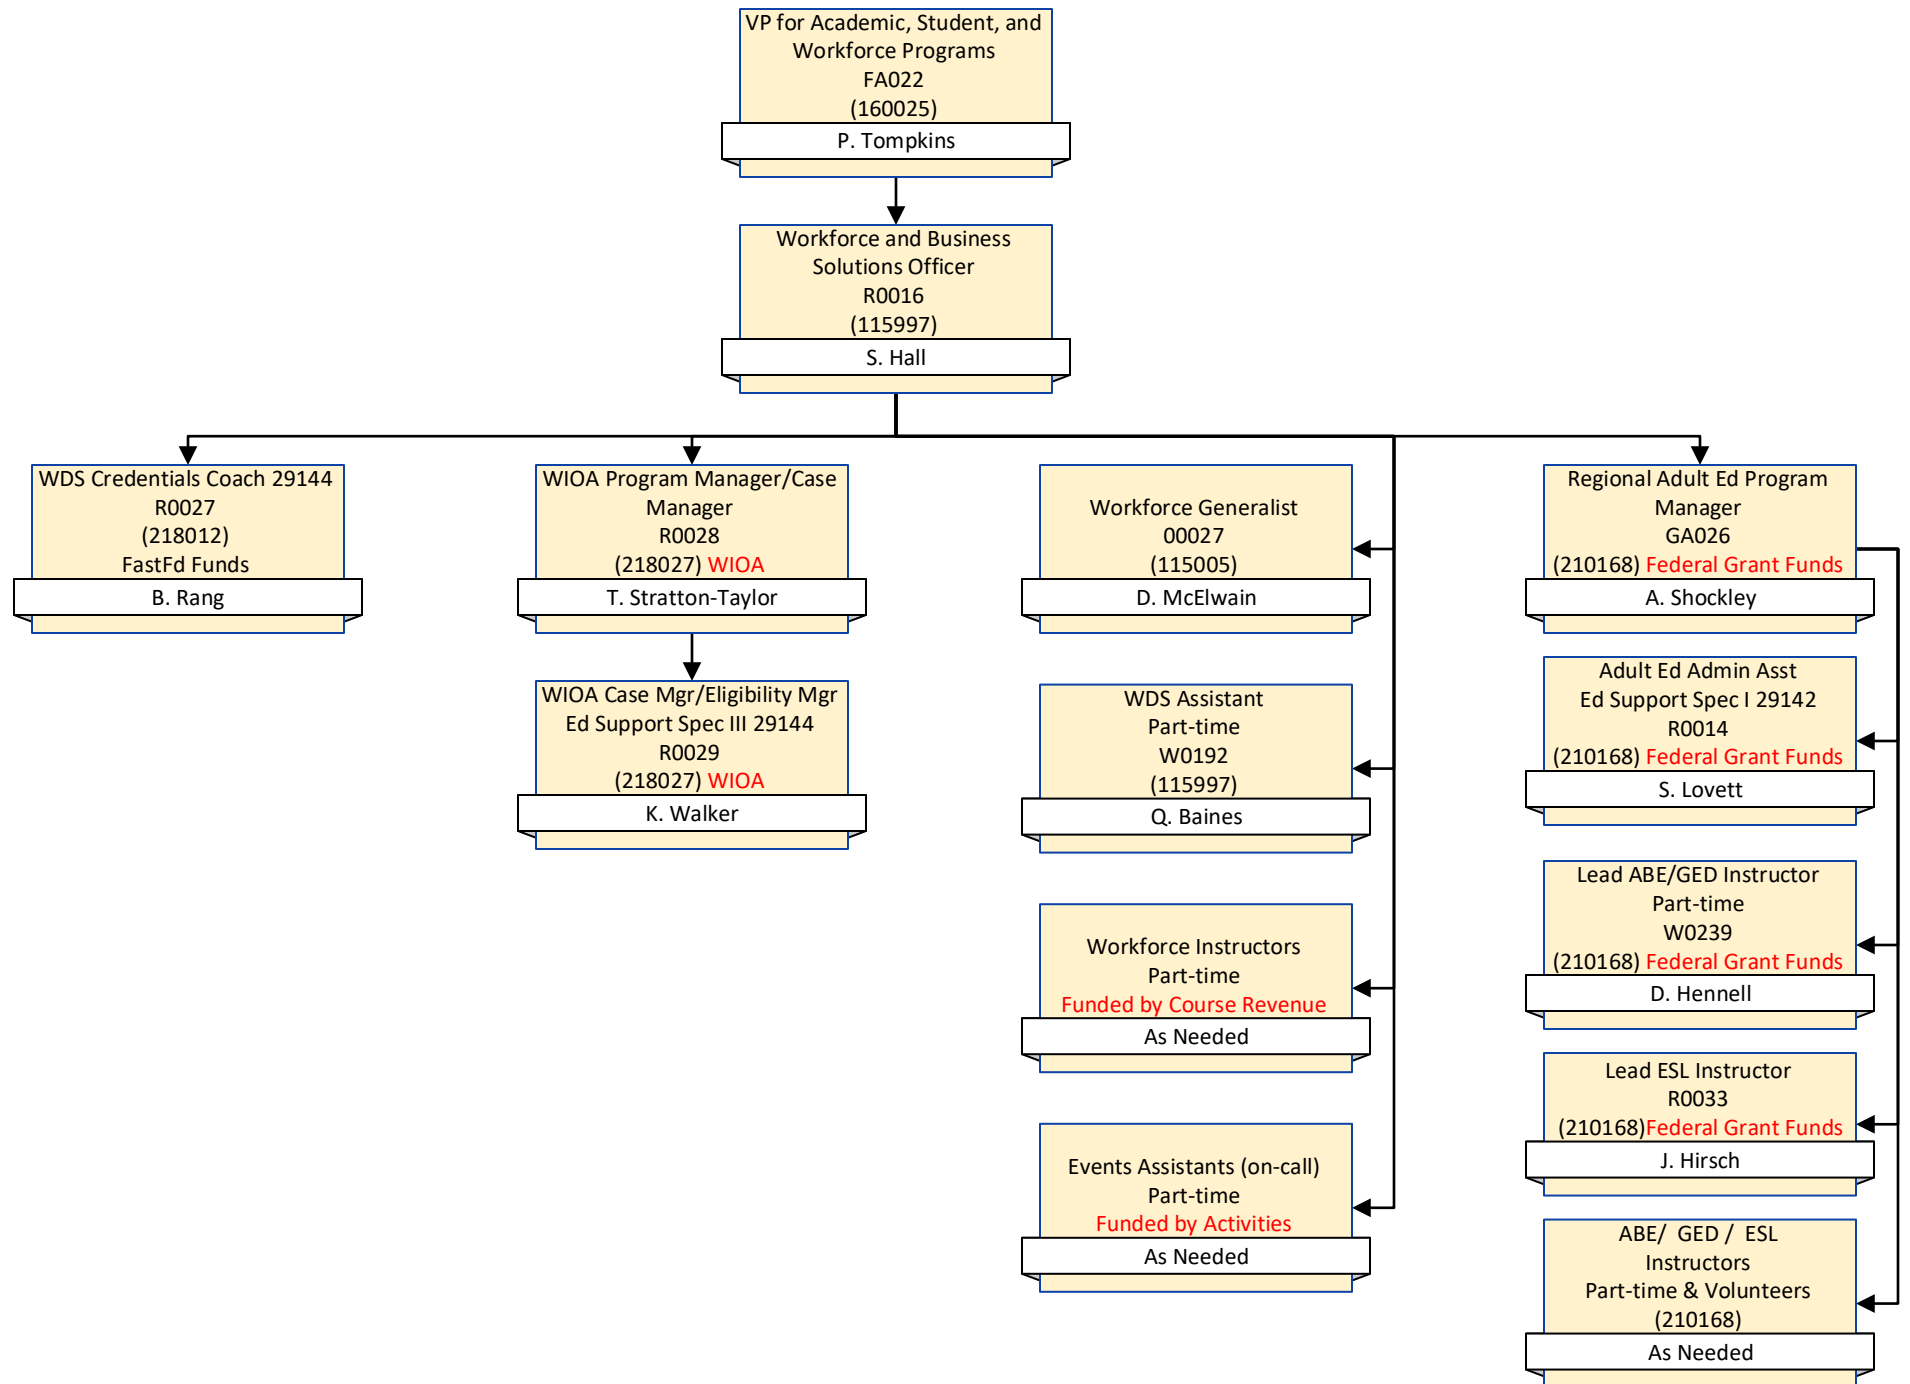 VP for Academic, Student, and
Workforce Programs
FA022
(160025)
P. Tompkins
Workforce and Business
Solutions Officer
R0016
(115997)
S. Hall
WDS Credentials Coach 29144
R0027
(218012)
FastFd Funds
B. Rang
WIOA Program Manager/Case
Manager
R0028
(218027) WIOA
T. Stratton-Taylor
WIOA Case Mgr/Eligibility Mgr
Ed Support Spec III 29144
R0029
(218027) WIOA
K. Walker
Workforce Generalist
00027
(115005)
D. McElwain
WDS Assistant
Part-time
W0192
(115997)
Q. Baines
Workforce Instructors
Part-time
Funded by Course Revenue
As Needed
Events Assistants (on-call)
Part-time
Funded by Activities
As Needed
Regional Adult Ed Program
Manager
GA026
(210168) Federal Grant Funds
A. Shockley
Adult Ed Admin Asst
Ed Support Spec I 29142
R0014
(210168) Federal Grant Funds
S. Lovett
Lead ABE/GED Instructor
Part-time
W0239
(210168) Federal Grant Funds
D. Hennell
Lead ESL Instructor
R0033
(210168)Federal Grant Funds
J. Hirsch
ABE/ GED / ESL
Instructors
Part-time & Volunteers
(210168)
As Needed